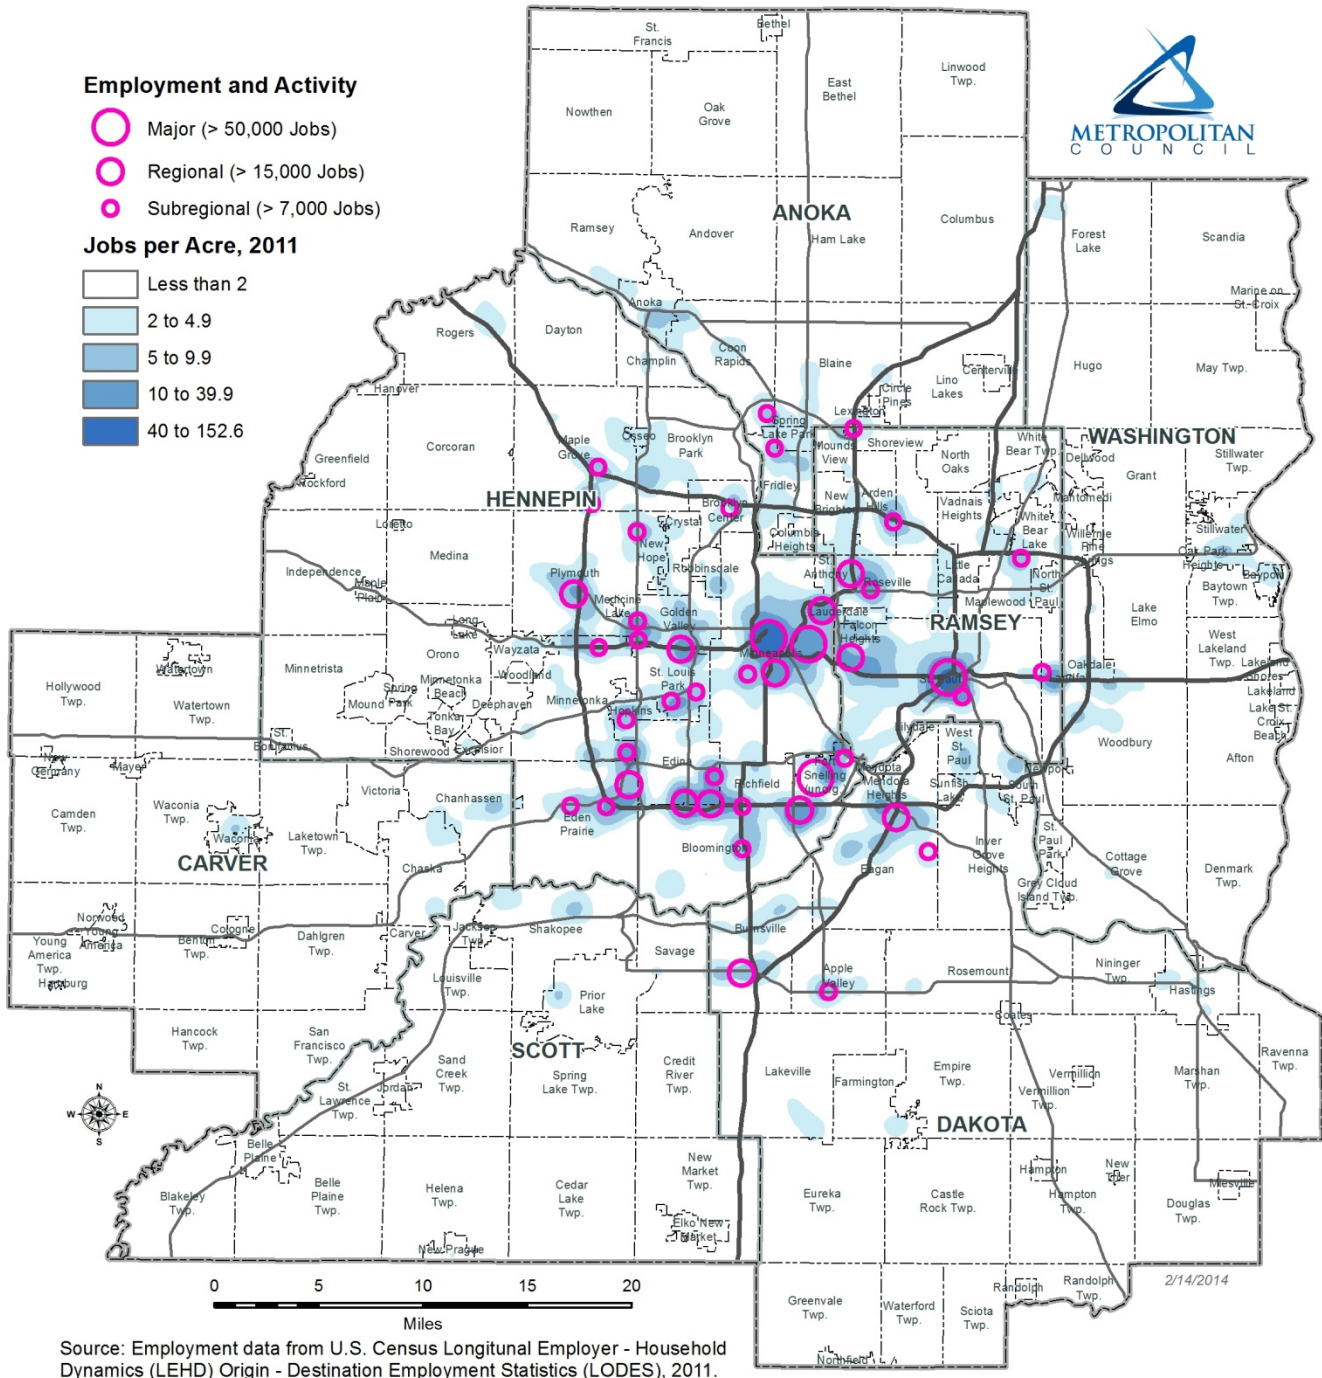 Employment and Activity
Major (> 50,000 Jobs)
Regional (> 15,000 Jobs)
Subregional (> 7,000 Jobs)
Jobs per Acre, 2011
Less than 2
2 to 4.9
5 to 9.9
10 to 39.9
40 to 152.6
METROPOLITAN
COUNCIL
St.
Francis
Bethel
Linwood
Twp.
East
Bethel
Oak
Grove
Nowthen
ANOKA
Ramsey
Andover
Ham Lake
Columbus
Forest
Lake
Scandia
Marine on
St. Croix
Anoka
Rogers
Dayton
Champlin
Coon
Rapids
Blaine
Centerville
Lino
Lakes
Circle
Pines
Lexington
Hugo
May Twp.
Hanover
Spring
Lake Park
Mounds
View
Shoreview
White
Bear Twp.
WASHINGTON
Dellwood
Grant
Stillwater
Twp.
Corcoran
Maple
Grove
Osseo
Brooklyn
Park
North
Oaks
Greenfield
Rockford
HENNEPIN
Fridley
New
Brighton
Arden
Hills
Vadnais
Heights
Mahtomedi
White
Bear
Lake
Willernie
Pine
Springs
Stillwater
Oak Park
Heights
Bayport
Baytown
Twp.
Loretto
Medina
Brooklyn
Center
Crystal
New
Hope
Robbinsdale
Columbia
Heights
St.
Anthony
Roseville
Little
Canada
Maplewood
North
St.
Paul
Lake
Elmo
Independence
Maple
Plain
Plymouth
Medicine
Lake
Golden
Valley
Lauderdale
Falcon
Heights
RAMSEY
West
Lakeland
Twp.
Long
Lake
Orono
Wayzata
Minneapolis
St. Paul
Oakdale
Landfall
Lakeland
Shores
Lakeland
Lake St.
Croix
Beach
Hollywood
Twp.
Watertown
Watertown
Twp.
Minnetrista
Minnetonka
Beach
Woodland
St. Louis
Park
Spring
Park
Mound
Tonka
Bay
Deephaven
Minnetonka
Hopkins
St.
Bonifacius
Shorewood
Excelsior
Edina
Lilydale
West
St.
Paul
Woodbury
Afton
New
Germany
Mayer
Victoria
Chanhassen
Richfield
Fort
Snelling
(unorg.)
Mendota
Mendota
Heights
Sunfish
Lake
South
St. Paul
Newport
Camden
Twp.
Waconia
Twp.
Waconia
Laketown
Twp.
Eden
Prairie
St.
Paul
Park
CARVER
Chaska
Bloomington
Eagan
Inver
Grove
Heights
Cottage
Grove
Denmark
Twp.
Grey Cloud
Island Twp.
Norwood
Young
America
Young
America
Twp.
Hamburg
Cologne
Benton
Twp.
Dahlgren
Twp.
Carver
Jackson
Twp.
Shakopee
Savage
Burnsville
Louisville
Twp.
Prior
Lake
Apple
Valley
Rosemount
Nininger
Twp.
Hastings
Coates
Hancock
Twp.
San
Francisco
Twp.
SCOTT
Sand
Creek
Twp.
Spring
Lake Twp.
Credit
River
Twp.
Lakeville
Farmington
Empire
Twp.
Vermillion
Vermillion
Twp.
Marshan
Twp.
Ravenna
Twp.
St.
Lawrence
Twp.
Jordan
N
W
E
S
DAKOTA
Belle
Plaine
Blakeley
Twp.
Belle
Plaine
Twp.
Helena
Twp.
Cedar
Lake
Twp.
New
Market
Twp.
Elko New
Market
New Prague
Eureka
Twp.
Castle
Rock Twp.
Hampton
Hampton
Twp.
New
Trier
Douglas
Twp.
Miesville
Greenvale
Twp.
Waterford
Twp.
Sciota
Twp.
Randolph
Randolph
Twp.
Northfield
2/14/2014
0
5
10
15
20
Miles
Source: Employment data from U.S. Census Longitunal Employer - Household
Dynamics (LEHD) Origin - Destination Employment Statistics (LODES), 2011.